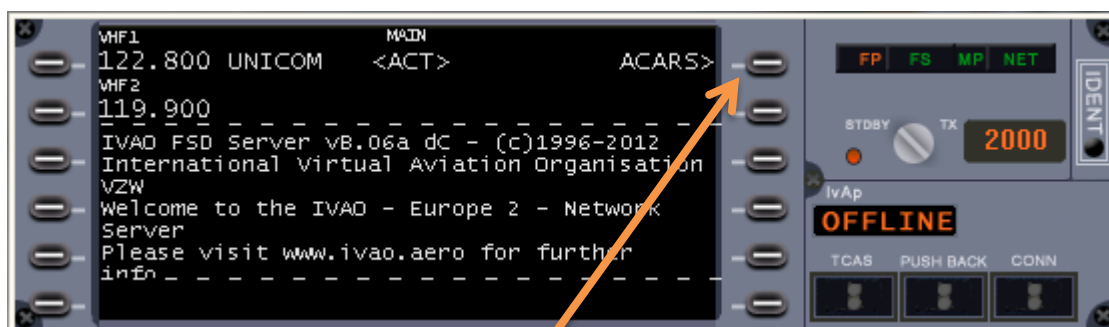 VHF1 MAIN
122.800 UNICOM <ACT> ACARS>
VHF2
119.900
IVAO FSD Server vB.06a dC - (c)1996-2012
International Virtual Aviation Organisation
VZW
Welcome to the IVAO - Europe 2 - Network
Server
Please visit www.ivao.aero for further
info
FP FS MP NET
IDENT
STDBY TX 2000
IvAp
OFFLINE
TCAS PUSH BACK CONN